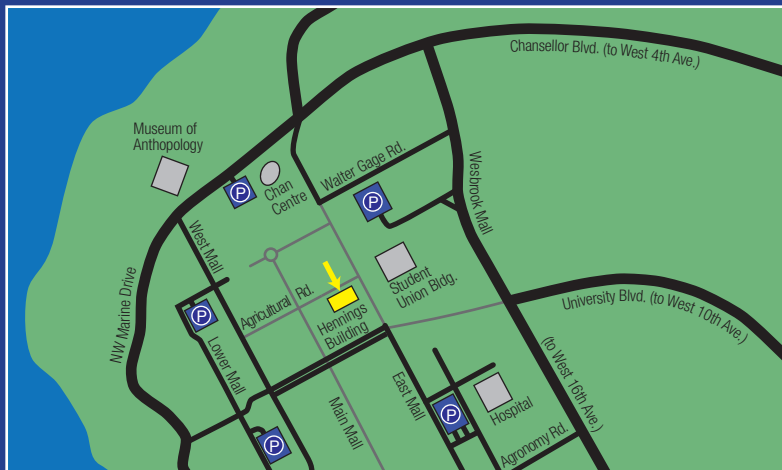 Chansellor Blvd. (to West 4th Ave.)
Museum of
Anthopology
Walter Gage Rd.
Wesbrook Mall
P
Chan
Centre
P
West Mall
Student
Union Bldg.
NW Marine Drive
Agricultural Rd.
Hennings
Building
University Blvd. (to West 10th Ave.)
P
Lower Mall
(to West 16th Ave.)
East Mall
Main Mall
P
Hospital
Agronomy Rd.
P